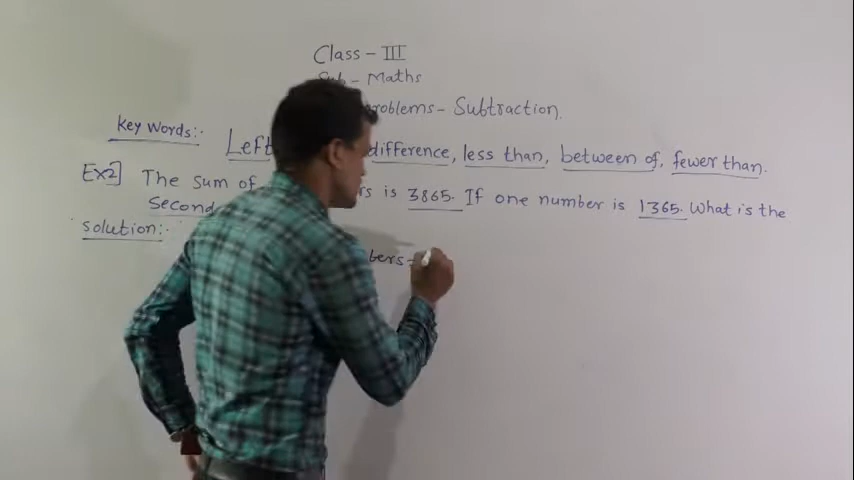 Class - III
Sub - Maths
problems - Subtraction.
Key Words:-
Left difference, less than, between of, fewer than.
Ex2] The Sum of is 3865. If one number is 1365. What is the
Second
Solution:-
bers -